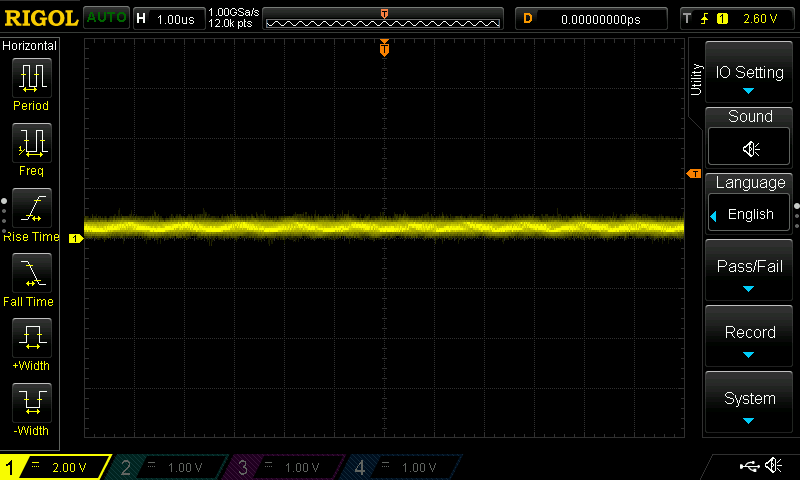 RIGOL AUTO H 1.00us 1.00GSa/s 12.0k pts T D 0.00000000ps T 1 2.60 V
Horizontal
Period
Freq
Rise Time
Fall Time
+Width
-Width
T
T
1
Utility
IO Setting
Sound
Language
English
Pass/Fail
Record
System
1 2.00 V 2 1.00 V 3 1.00 V 4 1.00 V